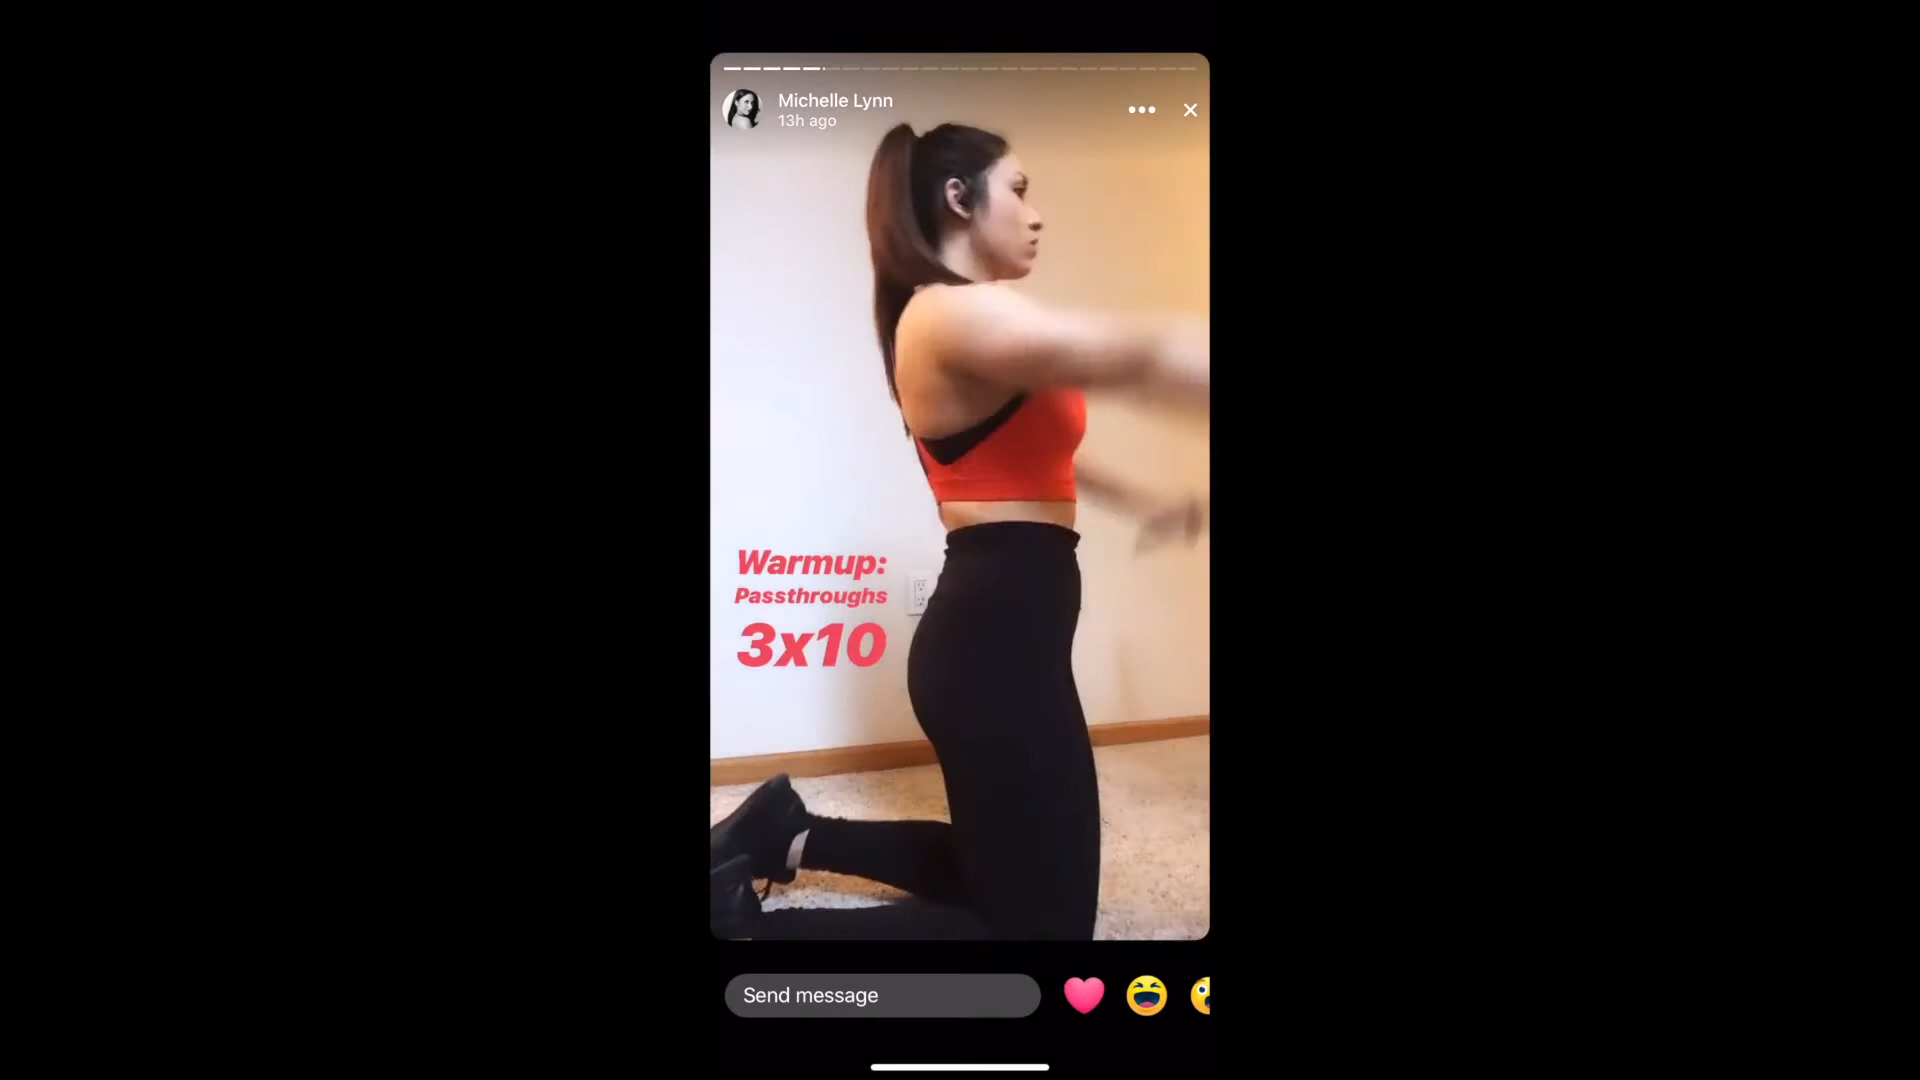 Michelle Lynn
13h ago
Warmup:
Passthroughs
3x10
Send message